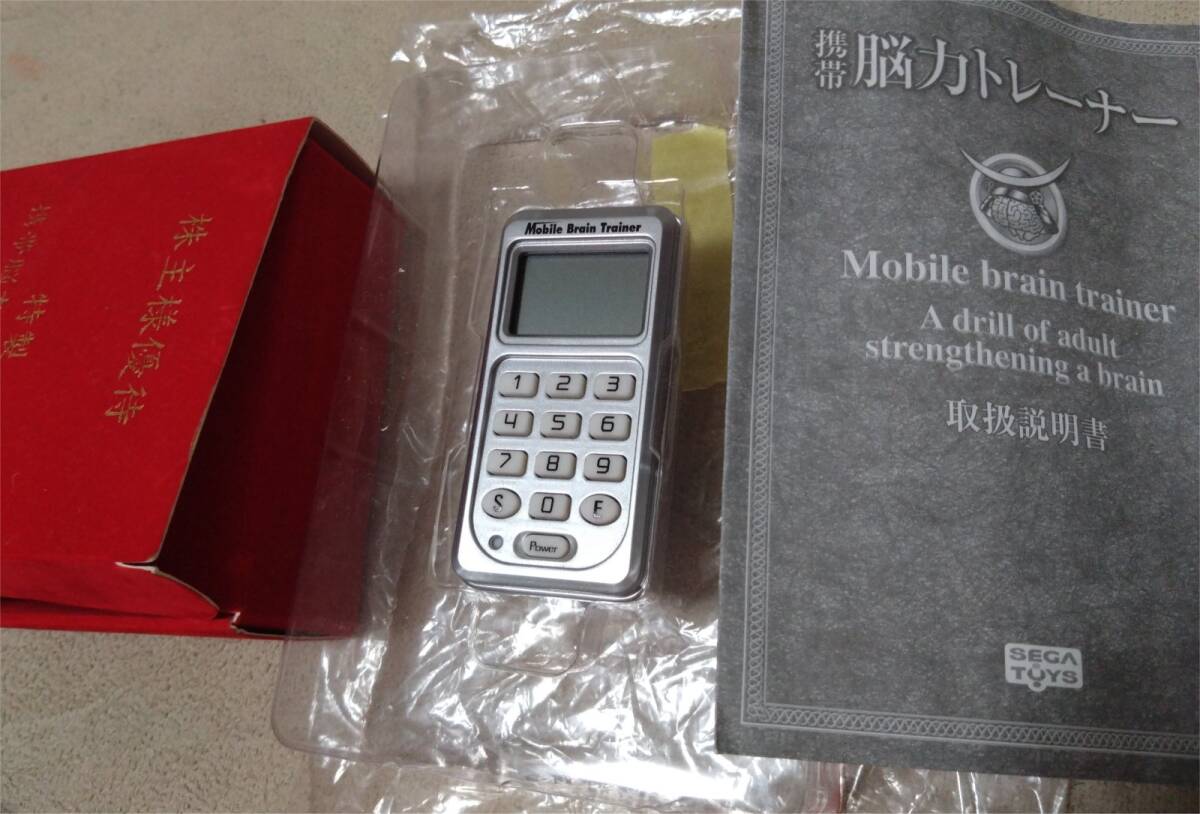 株主様優待
特製
Mobile Brain Trainer
1 2 3
4 5 6
7 8 9
S 0 E
Power
携帯
脳力トレーナー
Mobile brain trainer
A drill of adult
strengthening a brain
取扱説明書
SEGA
TOYS